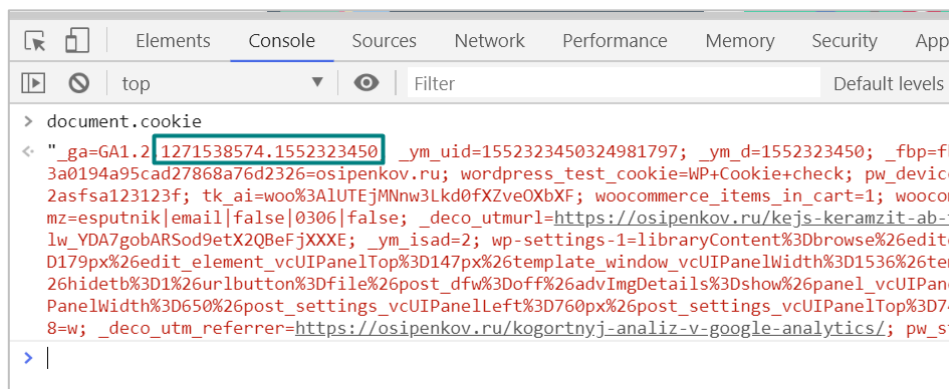 Elements Console Sources Network Performance Memory Security App
top Filter Default levels
> document.cookie
"_ga=GA1.2.1271538574.1552323450; _ym_uid=1552323450324981797; _ym_d=1552323450; _fbp=f
3a0194a95cad27868a76d2326=osipenkov.ru; wordpress_test_cookie=WP+Cookie+check; pw_devic
2asfsa123123f; tk_ai=woo%3AlUTEjMNnw3Lkd0fXZveOXbXF; woocommerce_items_in_cart=1; woocom
mz=esputnik|email|false|0306|false; _deco_utmurl=https://osipenkov.ru/kejs-keramzit-ab-
lw_YDA7gobARSod9etX2QBeFjXXXE; _ym_isad=2; wp-settings-1=libraryContent%3Dbrowse%26edit
D179px%26edit_element_vcUIPanelTop%3D147px%26template_window_vcUIPanelWidth%3D1536%26te
26hidetb%3D1%26urlbutton%3Dfile%26post_dfw%3Doff%26advImgDetails%3Dshow%26panel_vcUIPan
PanelWidth%3D650%26post_settings_vcUIPanelLeft%3D760px%26post_settings_vcUIPanelTop%3D7
8=w; _deco_utm_referrer=https://osipenkov.ru/kogortnyj-analiz-v-google-analytics/; pw_s
>